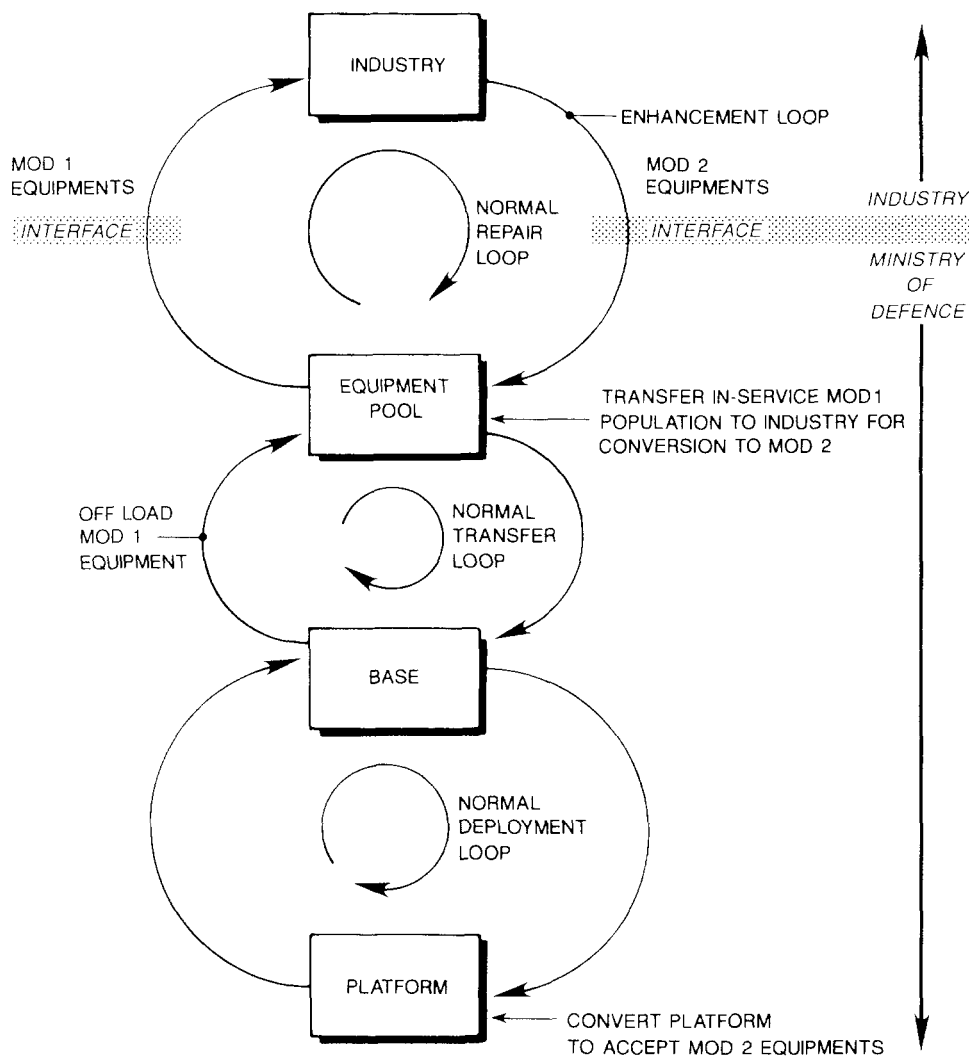 INDUSTRY
ENHANCEMENT LOOP
MOD 1
EQUIPMENTS
MOD 2
EQUIPMENTS
NORMAL
REPAIR
LOOP
INDUSTRY
INTERFACE
INTERFACE
MINISTRY
OF
DEFENCE
EQUIPMENT
POOL
TRANSFER IN-SERVICE MOD 1
POPULATION TO INDUSTRY FOR
CONVERSION TO MOD 2
OFF LOAD
MOD 1
EQUIPMENT
NORMAL
TRANSFER
LOOP
BASE
NORMAL
DEPLOYMENT
LOOP
PLATFORM
CONVERT PLATFORM
TO ACCEPT MOD 2 EQUIPMENTS